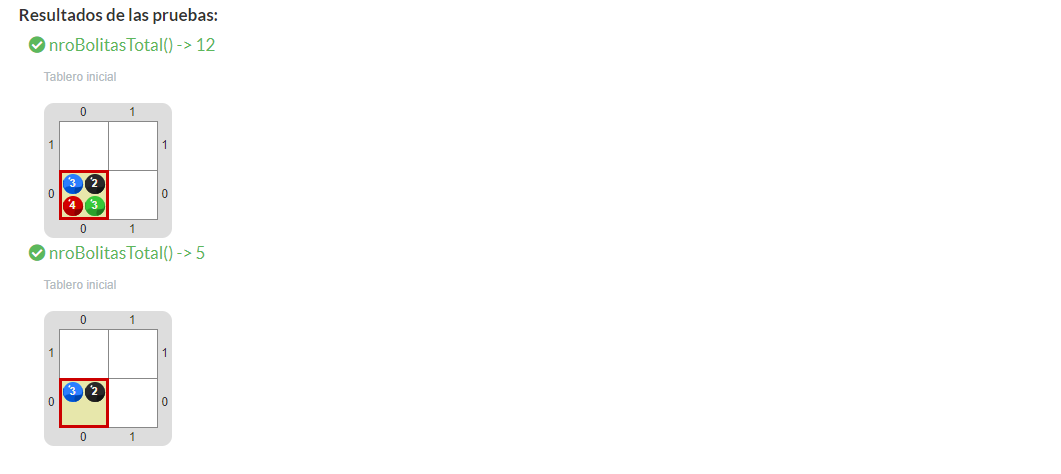 Resultados de las pruebas:
nroBolitasTotal() -> 12
Tablero inicial
0 1
1 1
3 2
0 0
4 3
0 1
nroBolitasTotal() -> 5
Tablero inicial
0 1
1 1
3 2
0 0
0 1